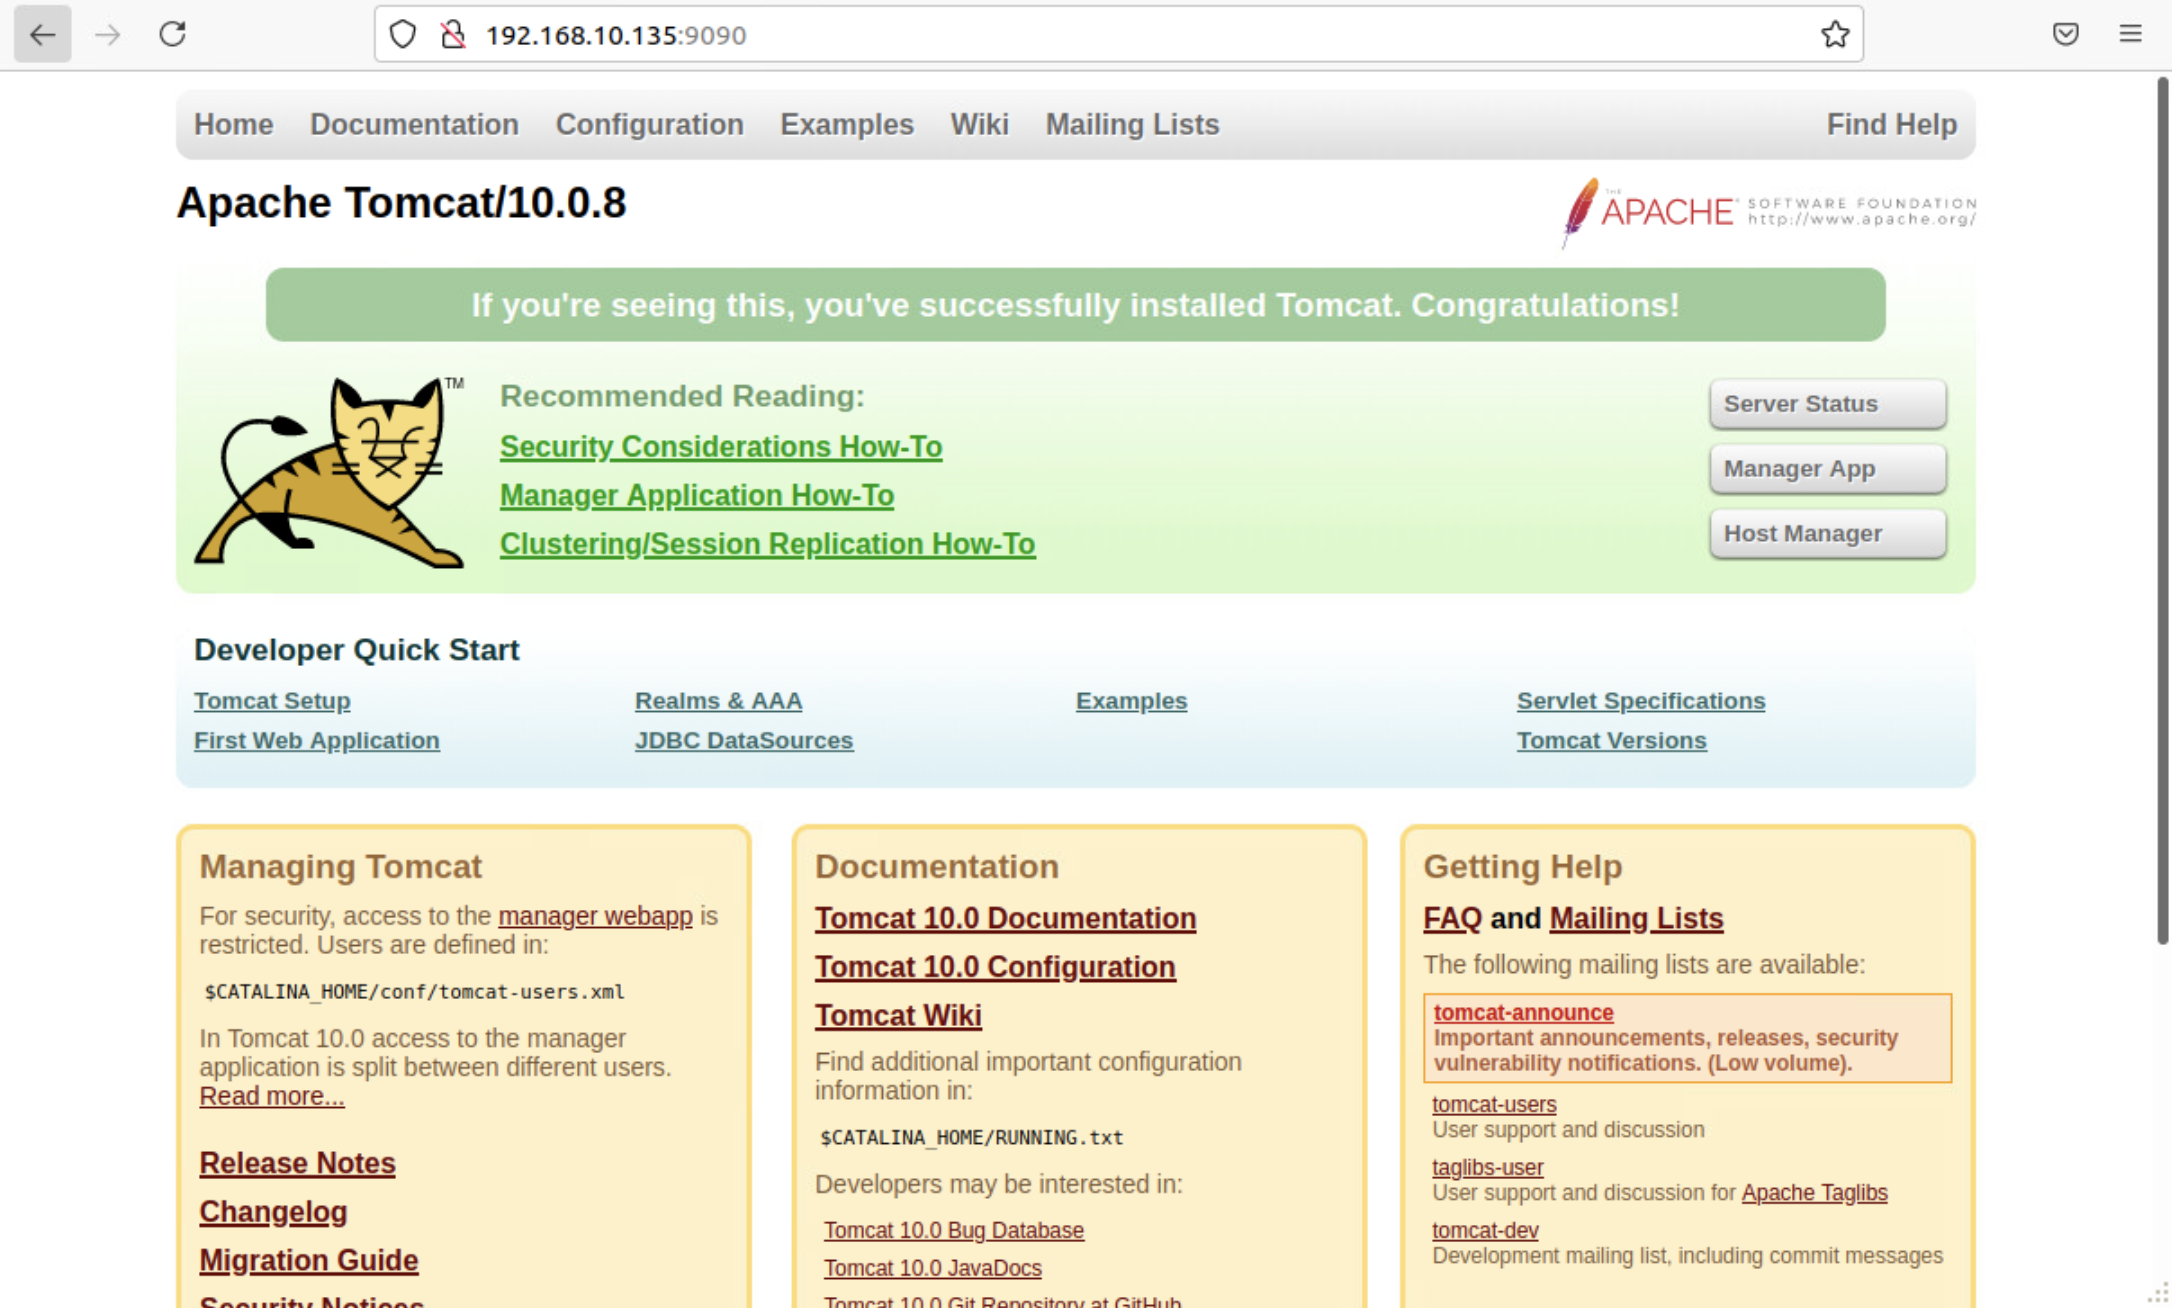 192.168.10.135:9090
Home Documentation Configuration Examples Wiki Mailing Lists Find Help
Apache Tomcat/10.0.8
THE
APACHE® SOFTWARE FOUNDATION
http://www.apache.org/
If you're seeing this, you've successfully installed Tomcat. Congratulations!
TM
Recommended Reading:
Security Considerations How-To
Manager Application How-To
Clustering/Session Replication How-To
Server Status
Manager App
Host Manager
Developer Quick Start
Tomcat Setup
First Web Application
Realms & AAA
JDBC DataSources
Examples
Servlet Specifications
Tomcat Versions
Managing Tomcat
For security, access to the manager webapp is
restricted. Users are defined in:
$CATALINA_HOME/conf/tomcat-users.xml
In Tomcat 10.0 access to the manager
application is split between different users.
Read more...
Release Notes
Changelog
Migration Guide
Security Notices
Documentation
Tomcat 10.0 Documentation
Tomcat 10.0 Configuration
Tomcat Wiki
Find additional important configuration
information in:
$CATALINA_HOME/RUNNING.txt
Developers may be interested in:
Tomcat 10.0 Bug Database
Tomcat 10.0 JavaDocs
Tomcat 10.0 Git Repository at GitHub
Getting Help
FAQ and Mailing Lists
The following mailing lists are available:
tomcat-announce
Important announcements, releases, security
vulnerability notifications. (Low volume).
tomcat-users
User support and discussion
taglibs-user
User support and discussion for Apache Taglibs
tomcat-dev
Development mailing list, including commit messages